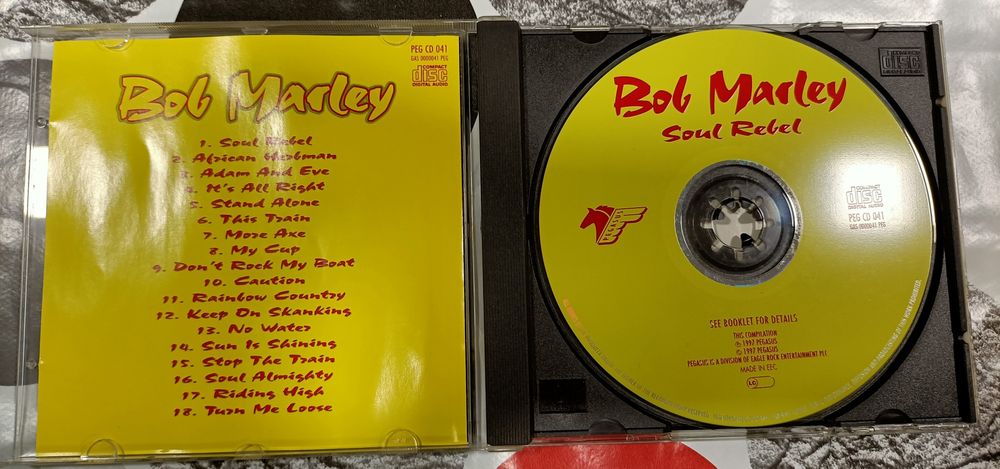 PEG CD 041
GAS 0000041 PEG
COMPACT
disc
DIGITAL AUDIO
Bob Marley
1. Soul Rebel
2. African Herbman
3. Adam And Eve
4. It's All Right
5. Stand Alone
6. This Train
7. More Axe
8. My Cup
9. Don't Rock My Boat
10. Caution
11. Rainbow Country
12. Keep On Skanking
13. No Water
14. Sun Is Shining
15. Stop The Train
16. Soul Almighty
17. Riding High
18. Turn Me Loose
Bob Marley
Soul Rebel
PEGASUS
COMPACT
disc
DIGITAL AUDIO
PEG CD 041
GAS 0000041 PEG
SEE BOOKLET FOR DETAILS
THIS COMPILATION
℗ 1997 PEGASUS
© 1997 PEGASUS
PEGASUS IS A DIVISION OF EAGLE ROCK ENTERTAINMENT PLC
MADE IN EEC
LC
disc